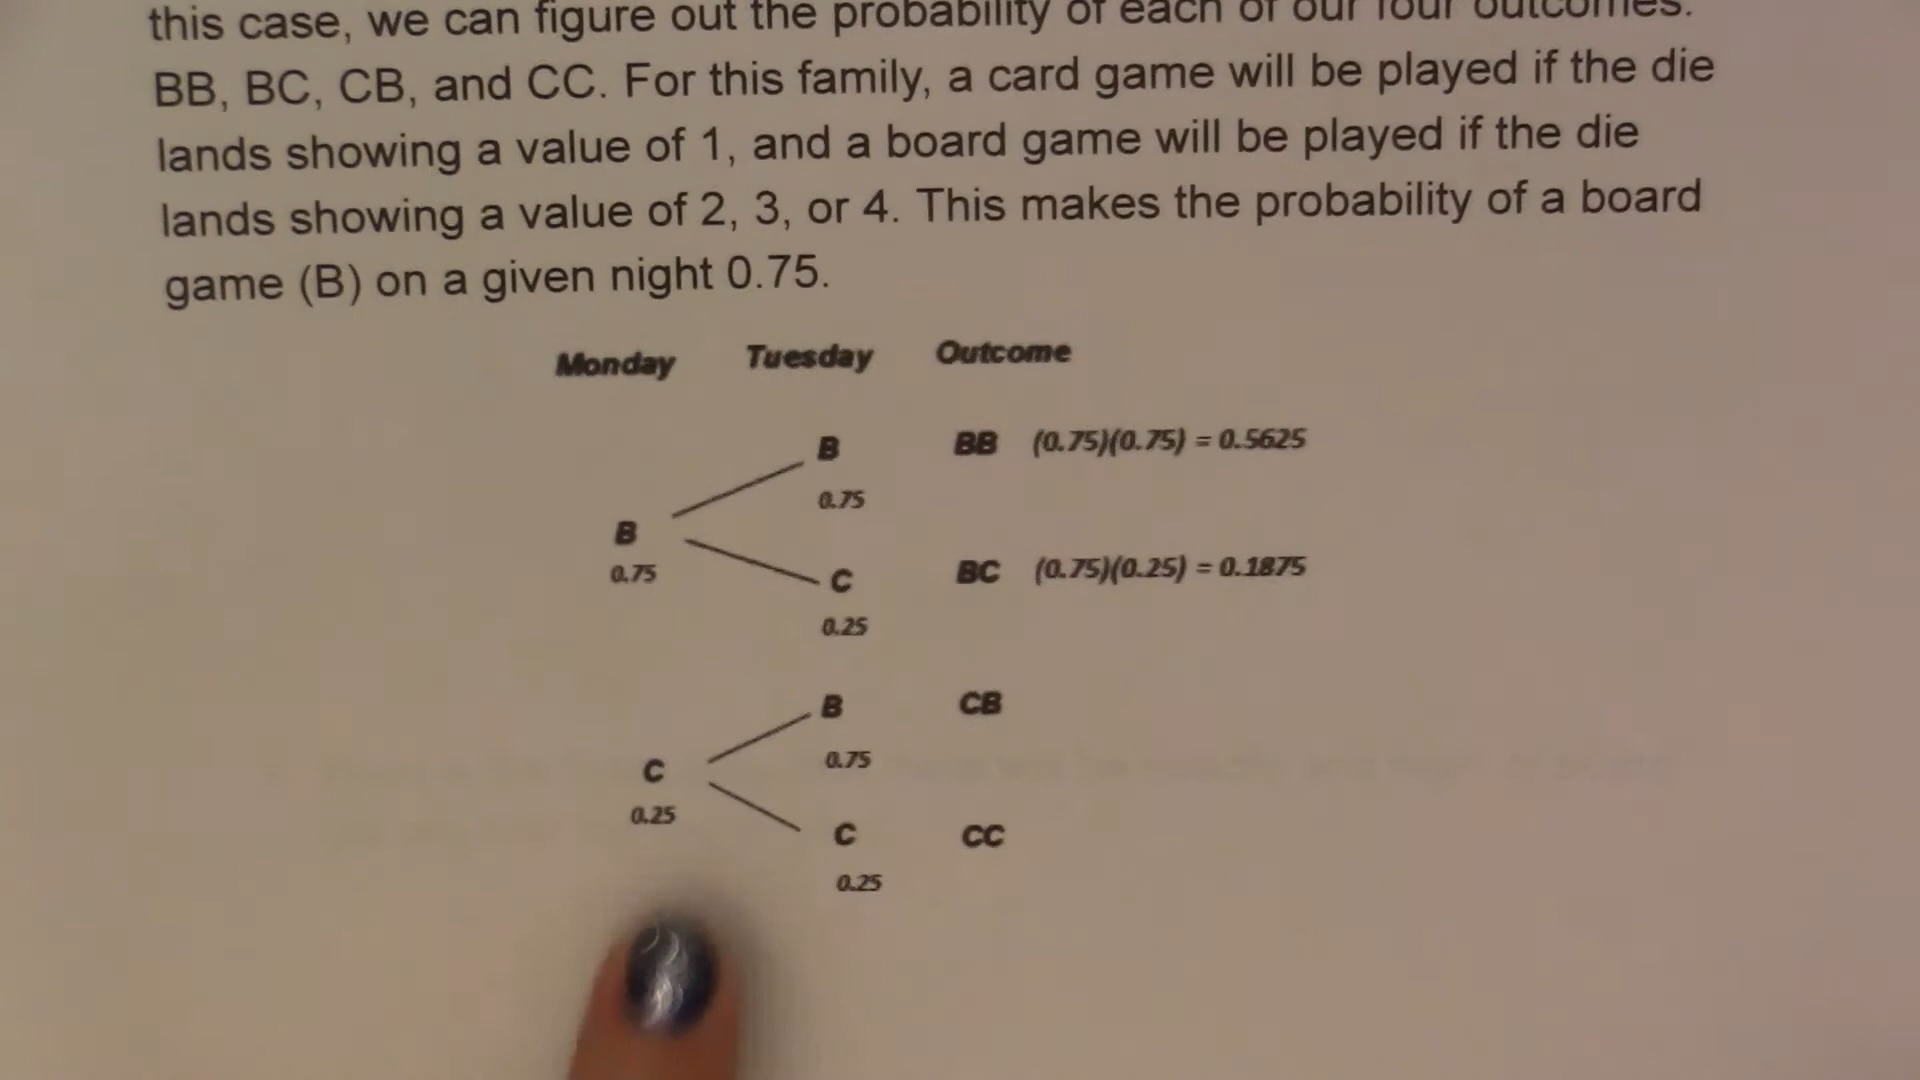 this case, we can figure out the probability of each of our four outcomes:
BB, BC, CB, and CC. For this family, a card game will be played if the die
lands showing a value of 1, and a board game will be played if the die
lands showing a value of 2, 3, or 4. This makes the probability of a board
game (B) on a given night 0.75.
Monday Tuesday Outcome
B BB (0.75)(0.75) = 0.5625
0.75
B
0.75
C BC (0.75)(0.25) = 0.1875
0.25
B CB
0.75
C
0.25
C CC
0.25